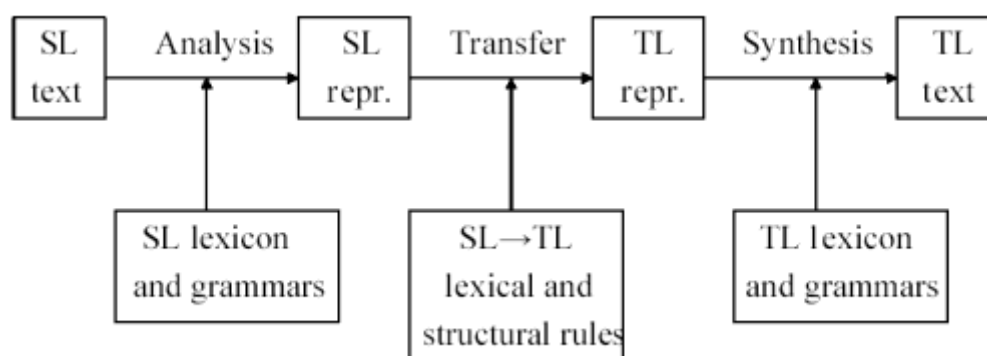 SL
text
Analysis
SL
repr.
Transfer
TL
repr.
Synthesis
TL
text
SL lexicon
and grammars
SL→TL
lexical and
structural rules
TL lexicon
and grammars